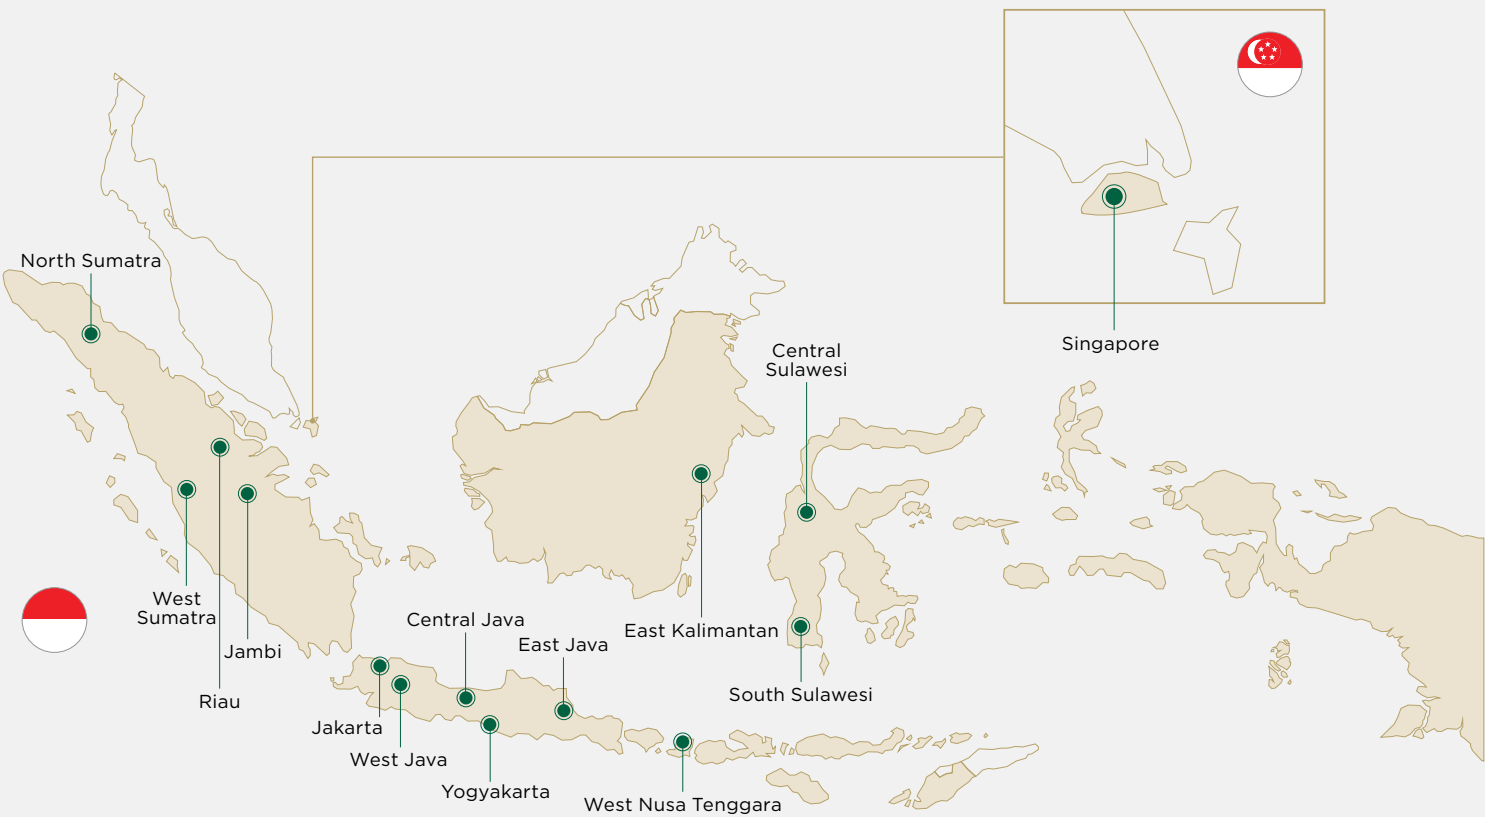 North Sumatra
Singapore
Central
Sulawesi
West
Sumatra
Central Java
East Kalimantan
East Java
Jambi
Riau
South Sulawesi
Jakarta
West Java
Yogyakarta
West Nusa Tenggara